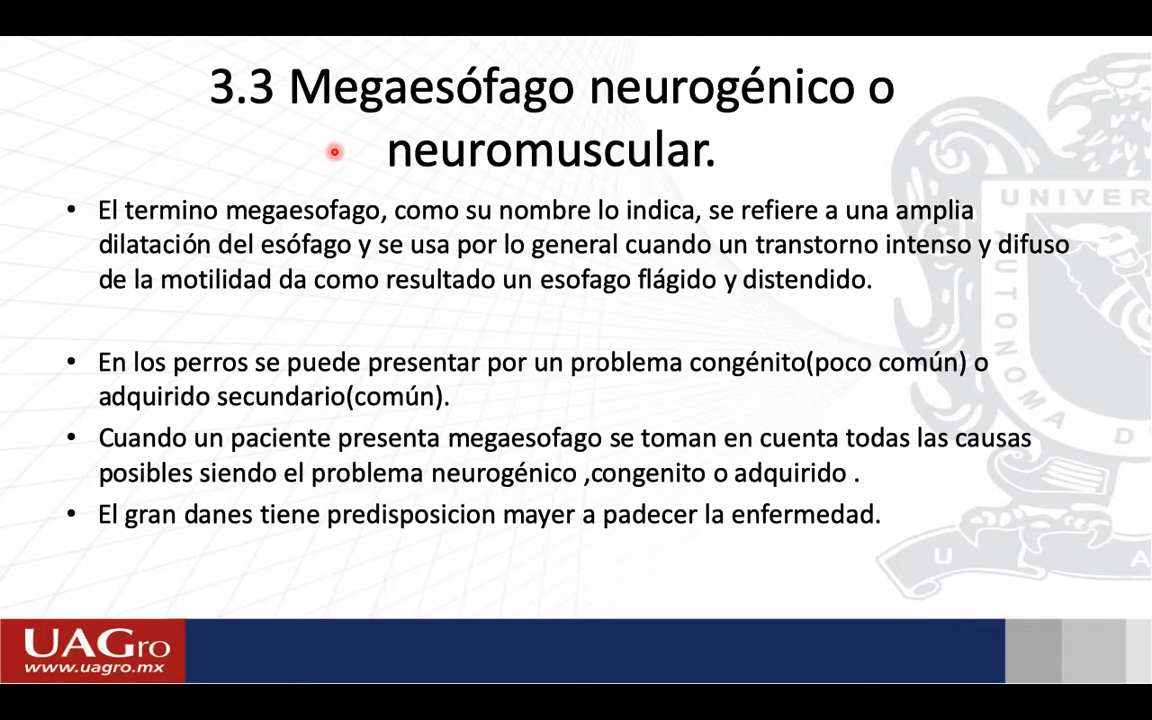 3.3 Megaesófago neurogénico o
neuromuscular.
• El termino megaesofago, como su nombre lo indica, se refiere a una amplia
dilatación del esófago y se usa por lo general cuando un transtorno intenso y difuso
de la motilidad da como resultado un esofago flágido y distendido.
• En los perros se puede presentar por un problema congénito(poco común) o
adquirido secundario(común).
• Cuando un paciente presenta megaesofago se toman en cuenta todas las causas
posibles siendo el problema neurogénico ,congenito o adquirido .
• El gran danes tiene predisposicion mayer a padecer la enfermedad.
UNIVER
AUTONOMA D
U A
UAGro
www.uagro.mx